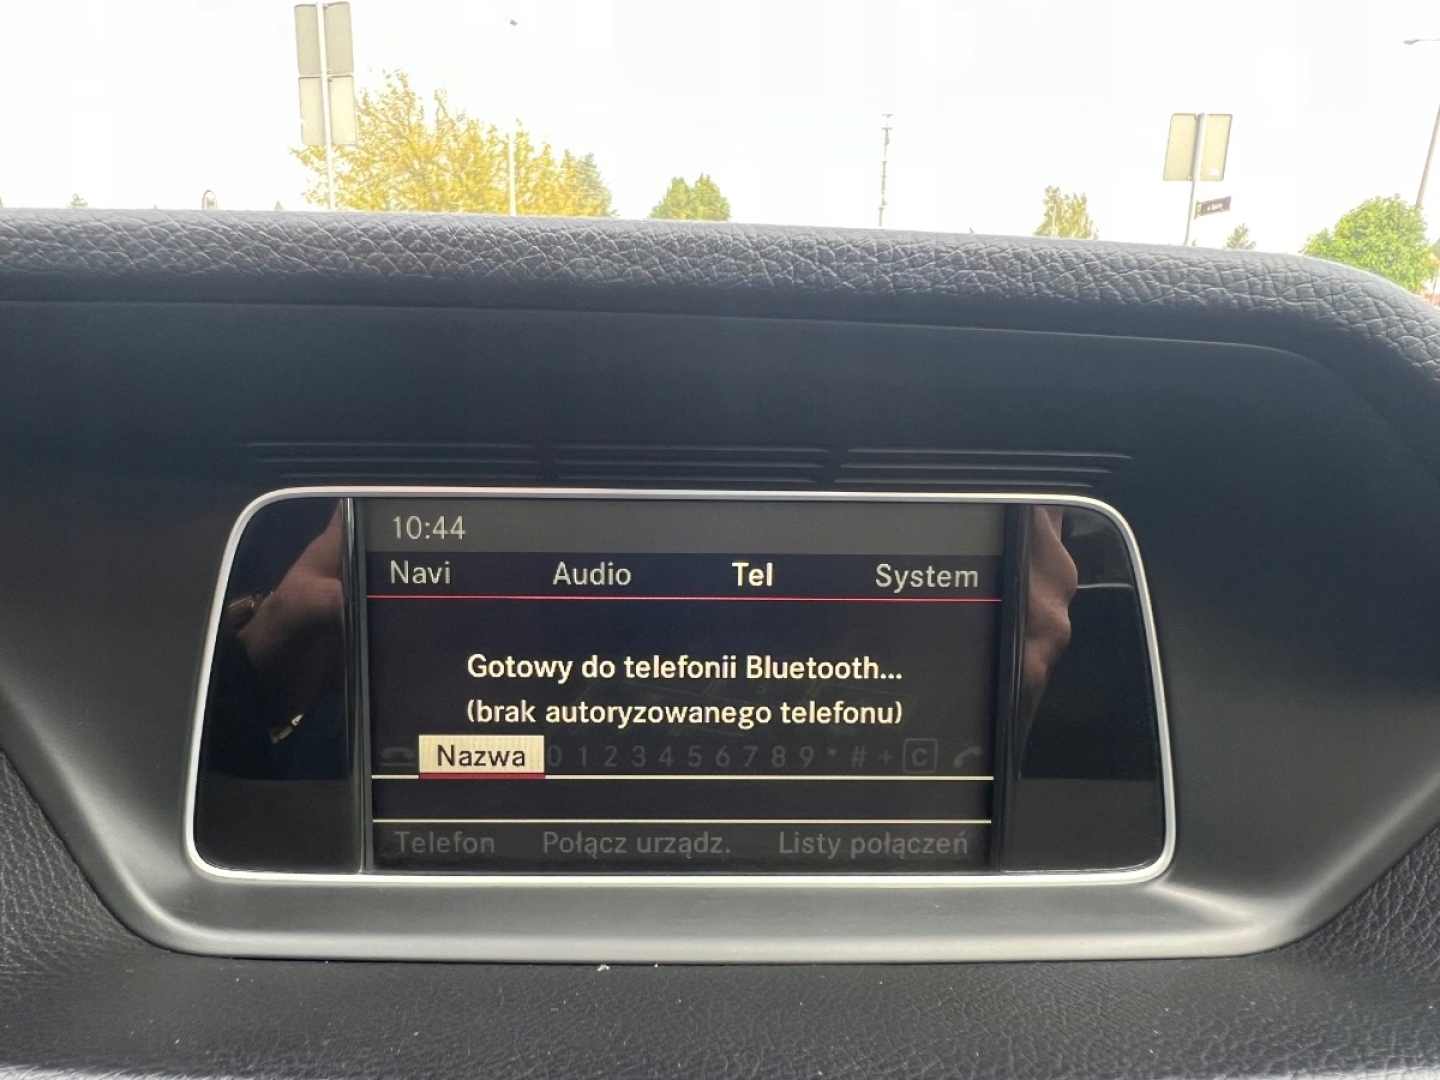 10:44
Navi Audio Tel System
Gotowy do telefonii Bluetooth...
(brak autoryzowanego telefonu)
Nazwa 0 1 2 3 4 5 6 7 8 9 * # + C
Telefon Połącz urządz. Listy połączeń